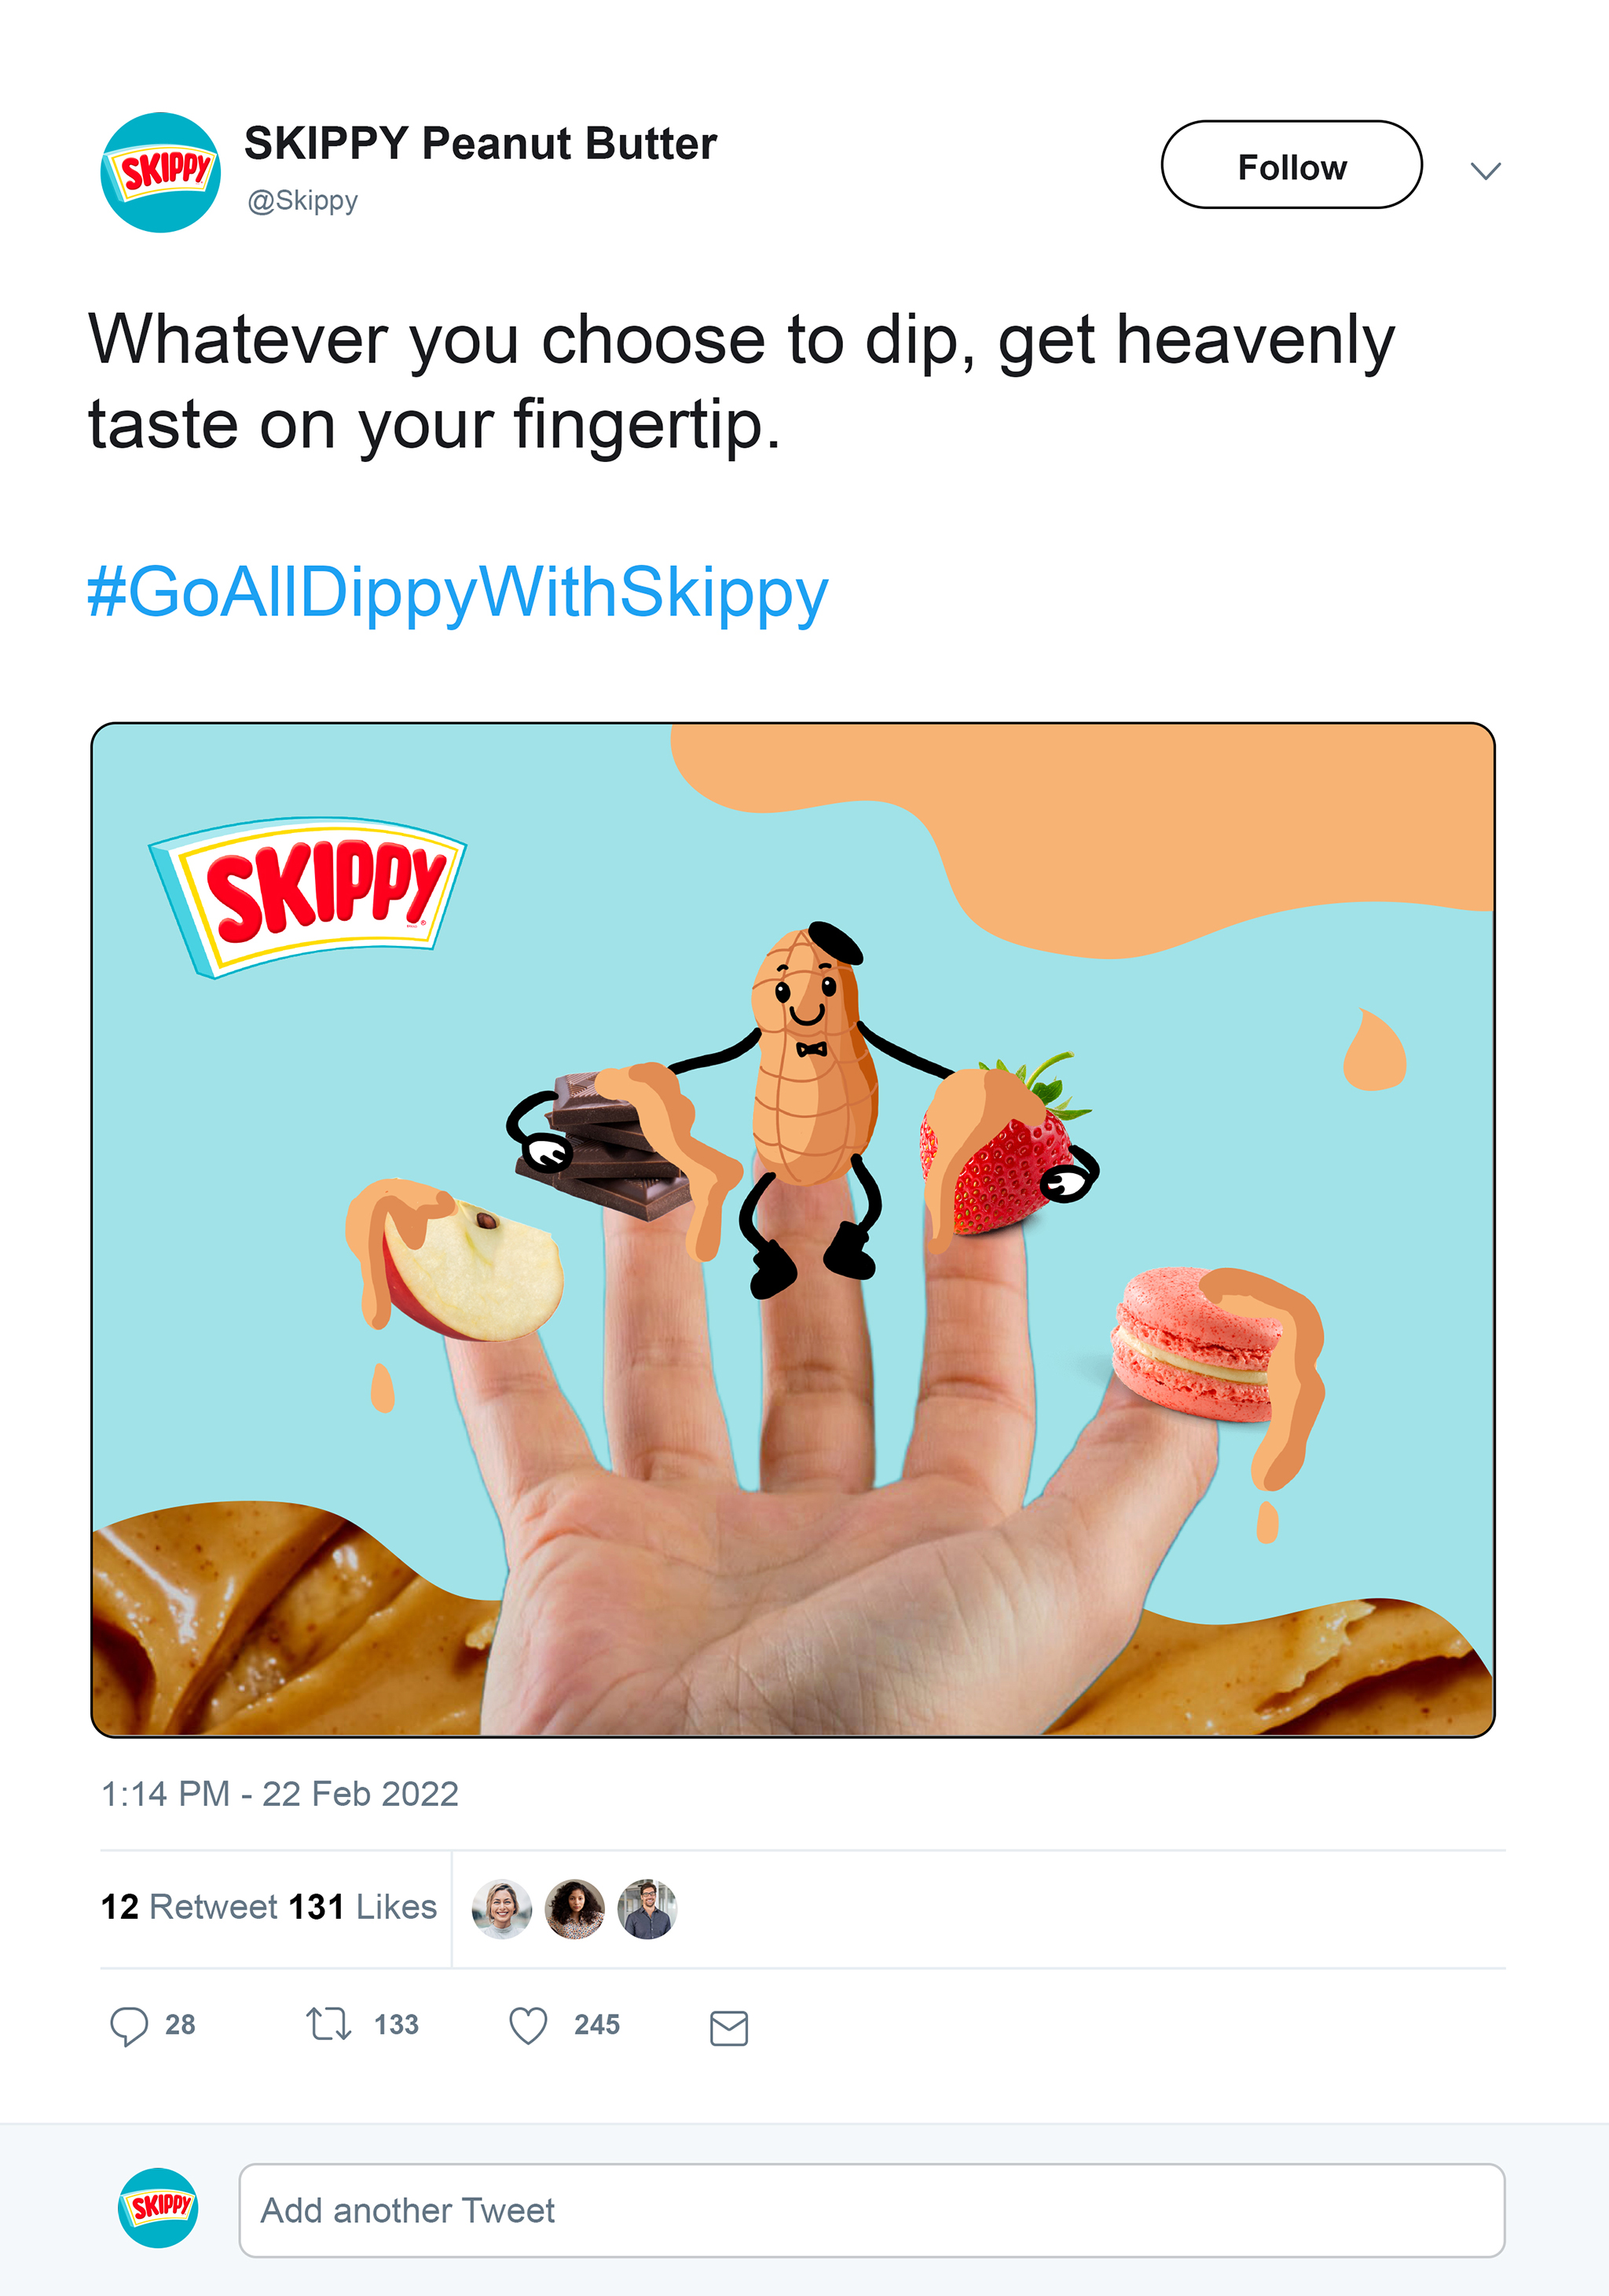 SKIPPY
SKIPPY Peanut Butter
@Skippy
Follow
Whatever you choose to dip, get heavenly
taste on your fingertip.
#GoAllDippyWithSkippy
SKIPPY
1:14 PM - 22 Feb 2022
12 Retweet 131 Likes
28 133 245
SKIPPY
Add another Tweet